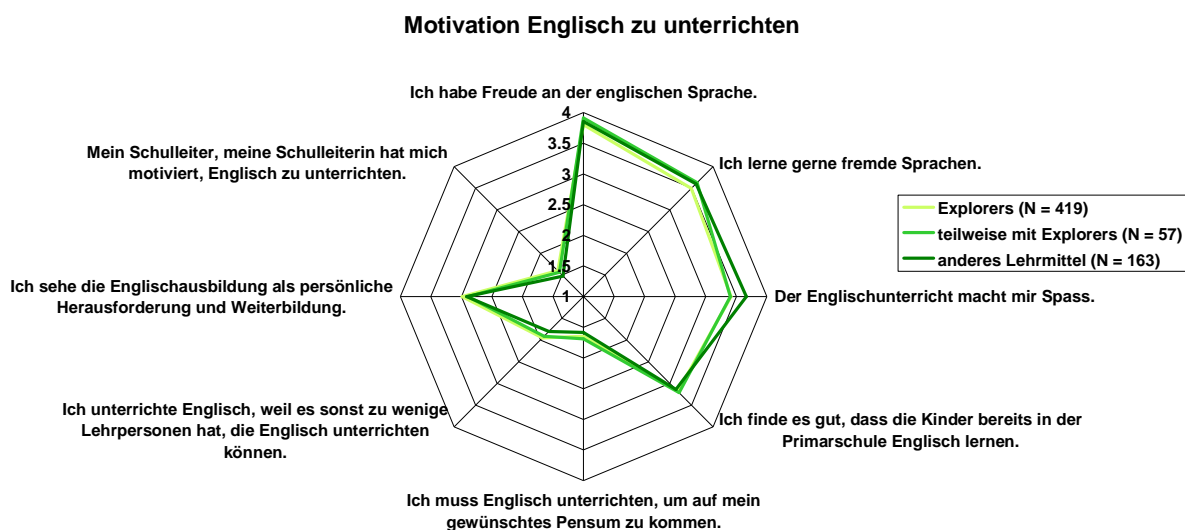 Motivation Englisch zu unterrichten
Ich habe Freude an der englischen Sprache.
4
3.5
3
2.5
2
1.5
1
Mein Schulleiter, meine Schulleiterin hat mich
motiviert, Englisch zu unterrichten.
Ich lerne gerne fremde Sprachen.
Explorers (N = 419)
teilweise mit Explorers (N = 57)
anderes Lehrmittel (N = 163)
Ich sehe die Englischausbildung als persönliche
Herausforderung und Weiterbildung.
Der Englischunterricht macht mir Spass.
Ich unterrichte Englisch, weil es sonst zu wenige
Lehrpersonen hat, die Englisch unterrichten
können.
Ich finde es gut, dass die Kinder bereits in der
Primarschule Englisch lernen.
Ich muss Englisch unterrichten, um auf mein
gewünschtes Pensum zu kommen.